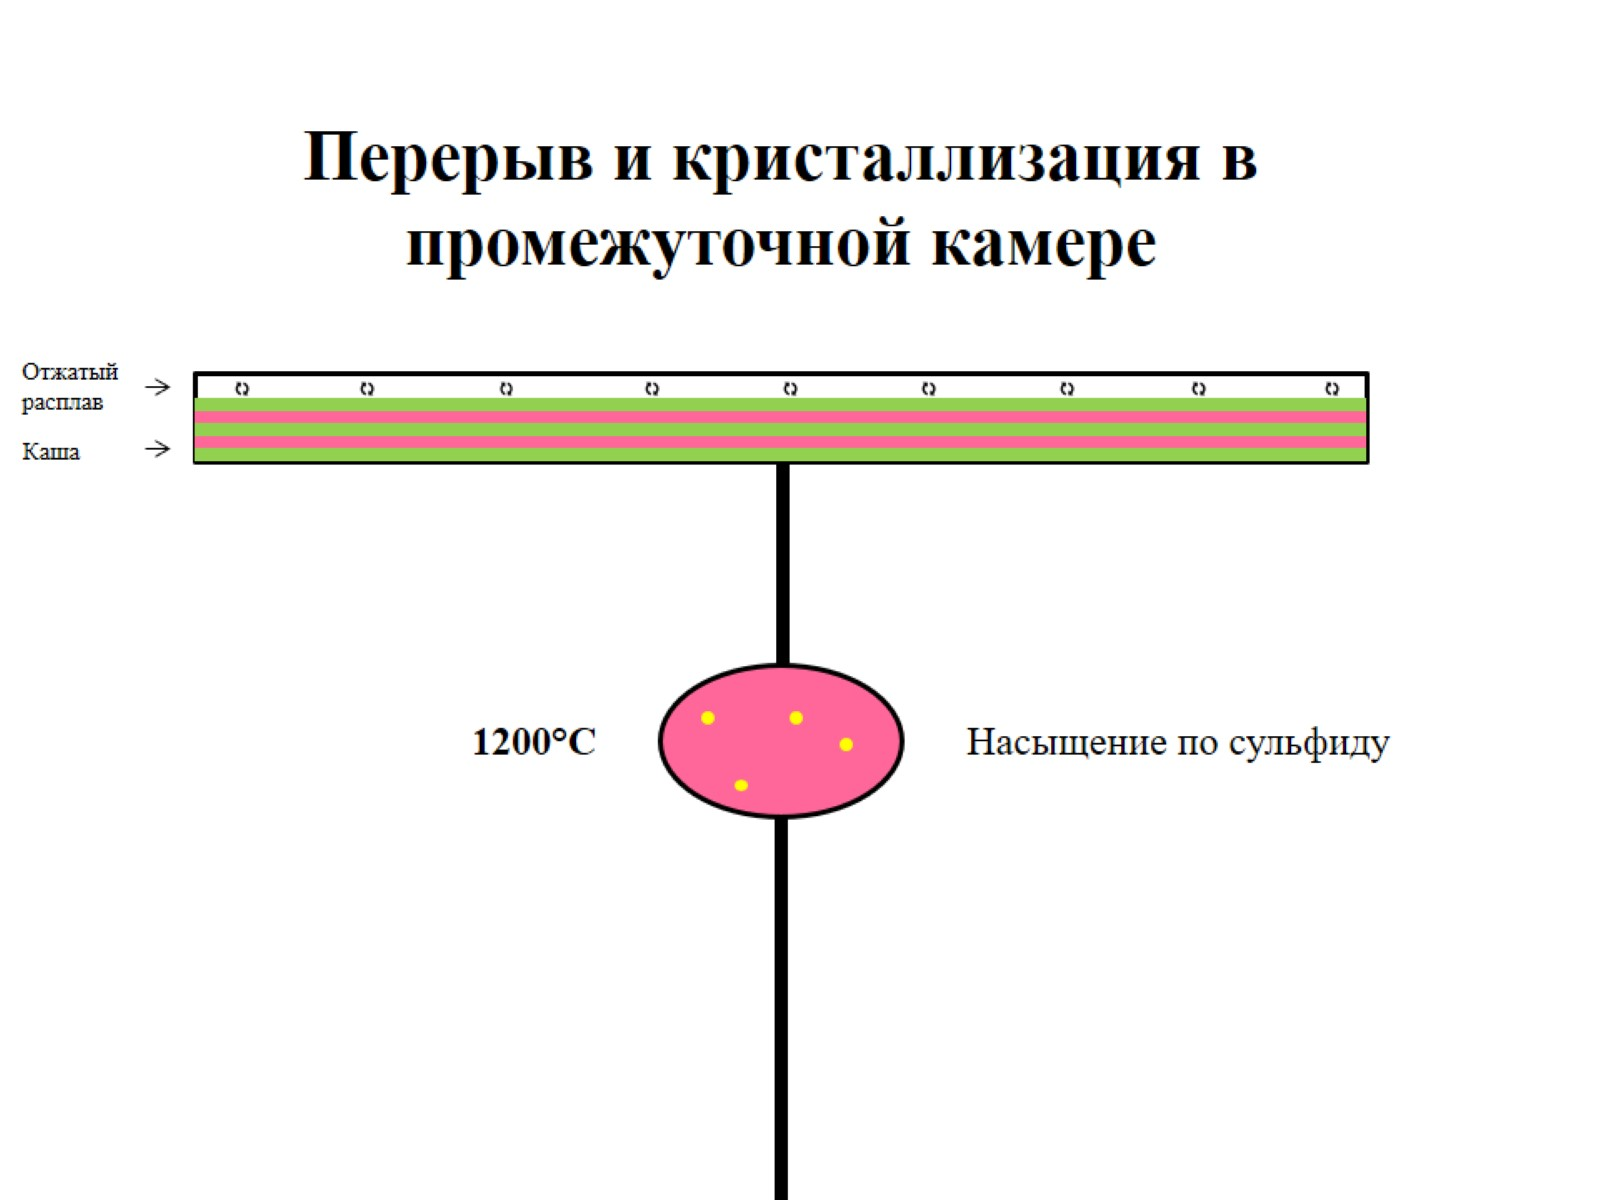 Перерыв и кристаллизация в
промежуточной камере
Отжатый
расплав
Каша
1200°C
Насыщение по сульфиду